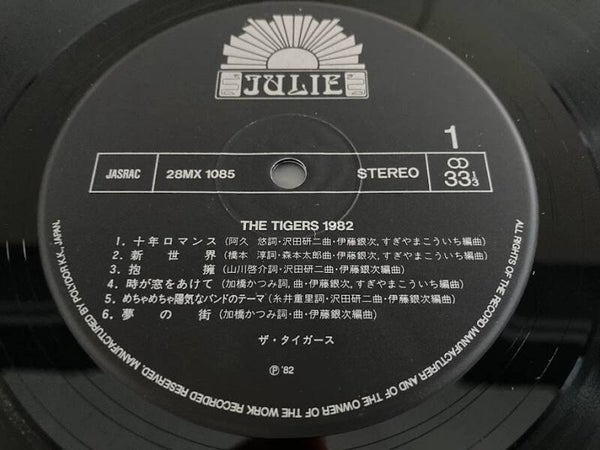 JULIE
1
JASRAC 28MX 1085 STEREO 33⅓
THE TIGERS 1982
1. 十年ロマンス (阿久 悠詞・沢田研二曲・伊藤銀次, すぎやまこういち編曲)
2. 新世界 (橋本 淳詞・森本太郎曲・伊藤銀次編曲)
3. 抱擁 (山川啓介詞・沢田研二曲・伊藤銀次編曲)
4. 時が窓をあけて (加橋かつみ詞, 曲・伊藤銀次, すぎやまこういち編曲)
5. めちゃめちゃ陽気なバンドのテーマ (糸井重里詞・沢田研二曲・伊藤銀次編曲)
6. 夢の街 (加橋かつみ詞・曲・伊藤銀次編曲)
ザ・タイガース
Ⓟ '82
MANUFACTURED BY POLYDOR K.K., JAPAN. ALL RIGHTS OF THE RECORD MANUFACTURER AND OF THE OWNER OF THE WORK RECORDED RESERVED.